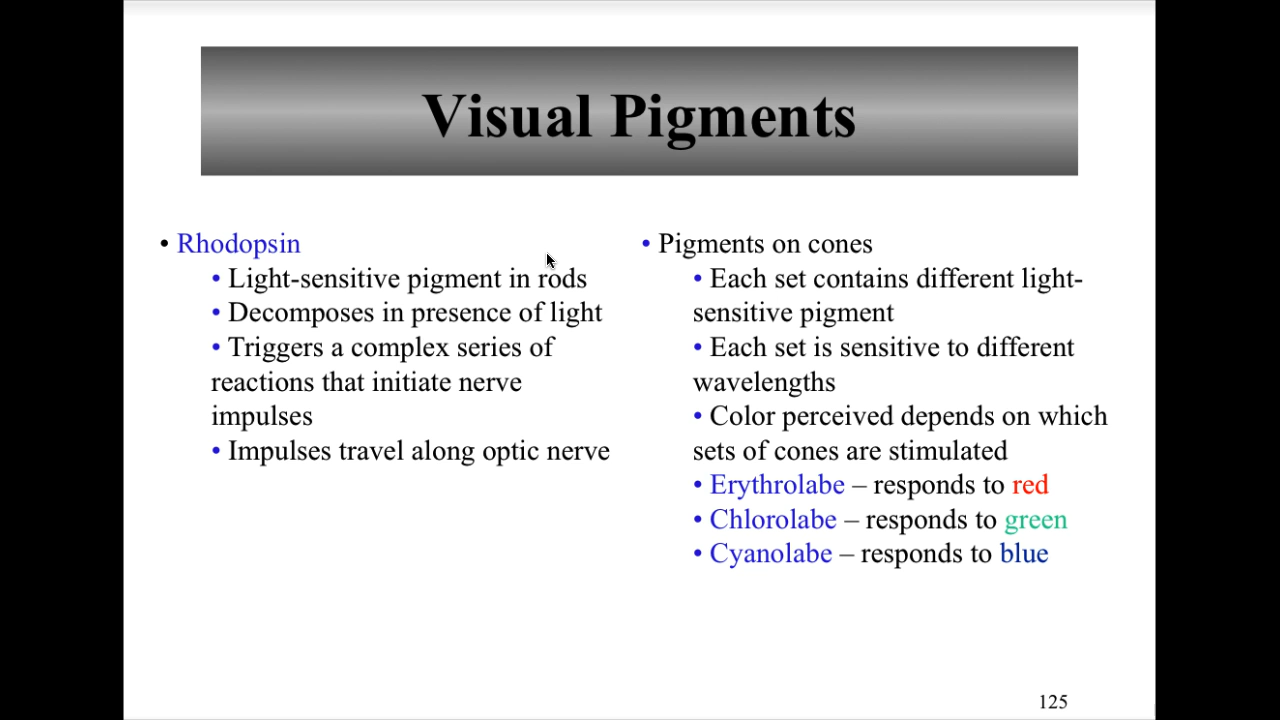 Visual Pigments
• Rhodopsin
• Light-sensitive pigment in rods
• Decomposes in presence of light
• Triggers a complex series of
reactions that initiate nerve
impulses
• Impulses travel along optic nerve
• Pigments on cones
• Each set contains different light-
sensitive pigment
• Each set is sensitive to different
wavelengths
• Color perceived depends on which
sets of cones are stimulated
• Erythrolabe – responds to red
• Chlorolabe – responds to green
• Cyanolabe – responds to blue
125